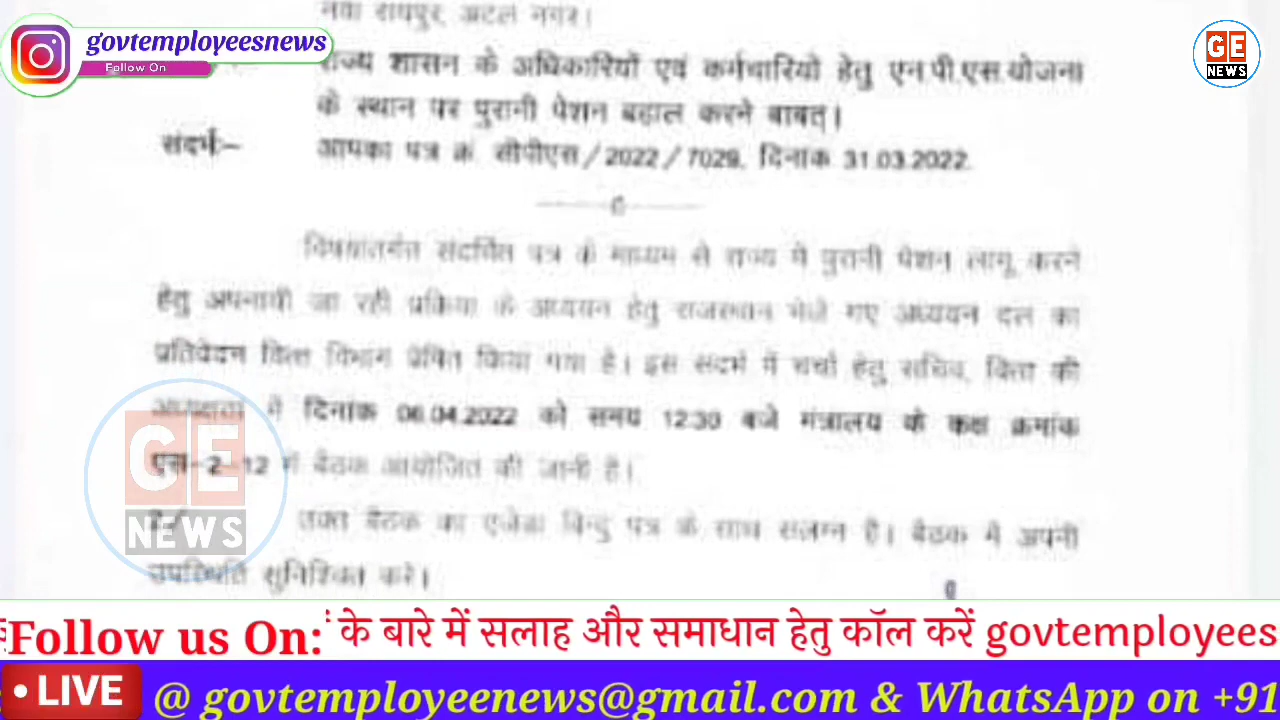 नवा रायपुर, अटल नगर।
राज्य शासन के अधिकारियों एवं कर्मचारियो हेतु एन.पी.एस.योजना
के स्थान पर पुरानी पेंशन बहाल करने बाबत्।
संदर्भ:– आपका पत्र क्र. सीपीएस/2022/7029, दिनांक 31.03.2022.
विषयांतर्गत संदर्भित पत्र के माध्यम से राज्य में पुरानी पेंशन लागू करने
हेतु अपनायी जा रही प्रक्रिया के अध्ययन हेतु राजस्थान भेजे गए अध्ययन दल का
प्रतिवेदन वित्त विभाग प्रेषित किया गया है। इस संदर्भ में चर्चा हेतु सचिव, वित्त की
अध्यक्षता में दिनांक 06.04.2022 को समय 12:30 बजे मंत्रालय के कक्ष क्रमांक
एस–2–12 में बैठक आयोजित की जानी है।
2/ उक्त बैठक का एजेंडा बिन्दु पत्र के साथ संलग्न है। बैठक में अपनी
उपस्थिति सुनिश्चित करें।
govtemployeesnews
Follow On
GE
NEWS
GE
NEWS
Follow us On: के बारे में सलाह और समाधान हेतु कॉल करें govtemployees
• LIVE @ govtemployeenews@gmail.com & WhatsApp on +91